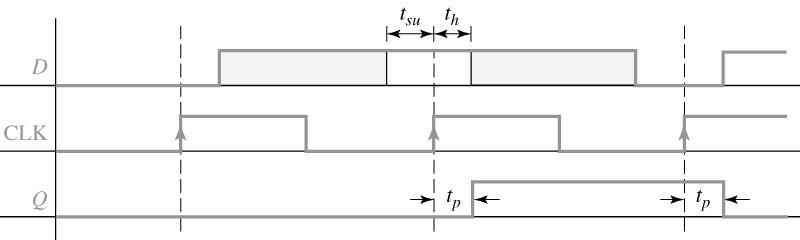 t_su t_h
D
CLK
Q t_p t_p